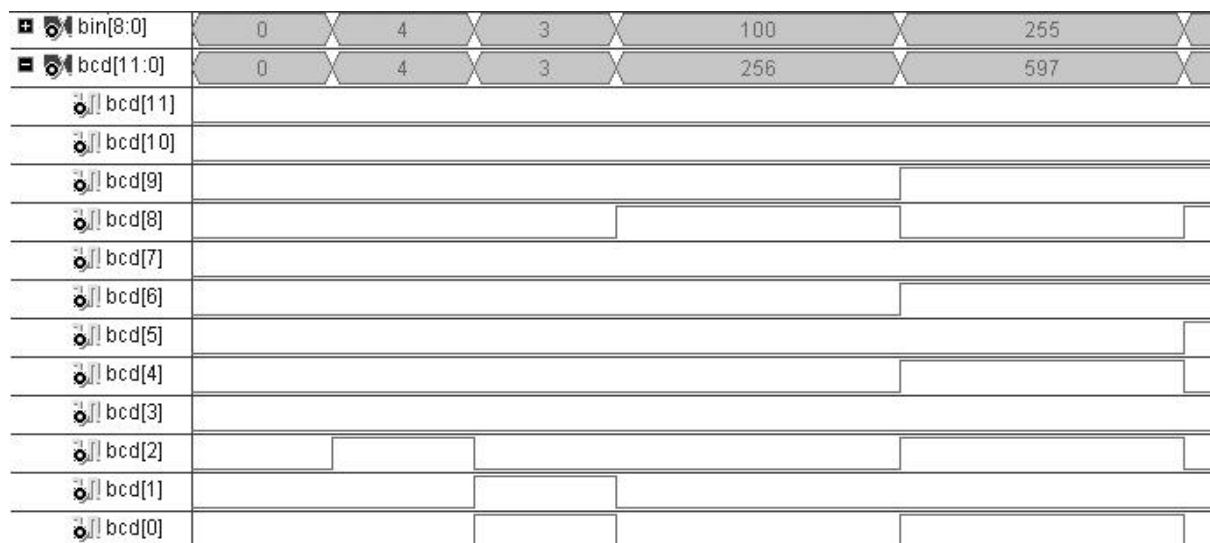 bin[8:0] 0 4 3 100 255
bcd[11:0] 0 4 3 256 597
bcd[11]
bcd[10]
bcd[9]
bcd[8]
bcd[7]
bcd[6]
bcd[5]
bcd[4]
bcd[3]
bcd[2]
bcd[1]
bcd[0]